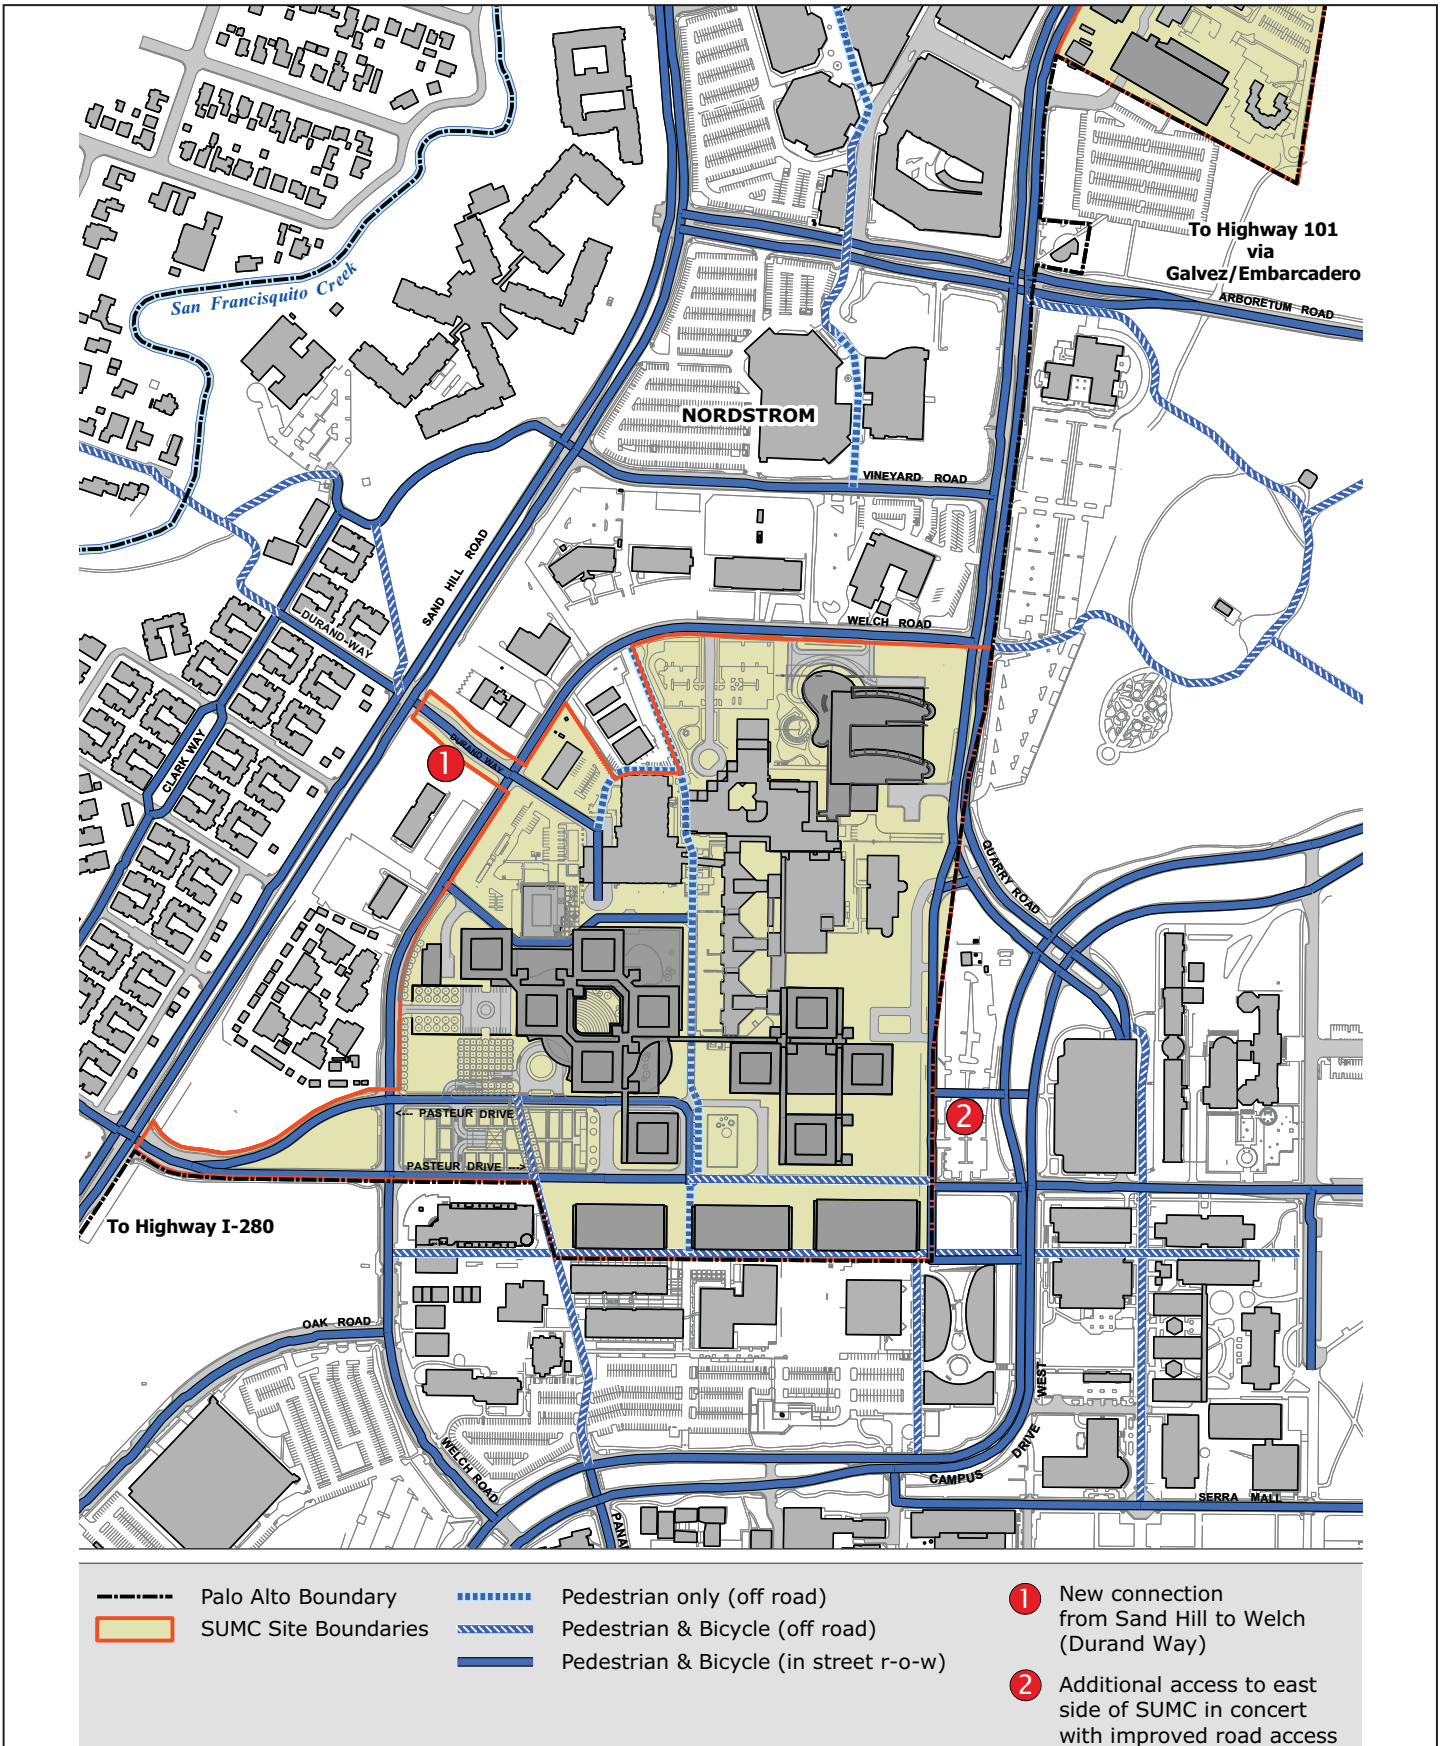 To Highway 101
via
Galvez/Embarcadero
ARBORETUM ROAD
San Francisquito Creek
NORDSTROM
VINEYARD ROAD
SAND HILL ROAD
WELCH ROAD
DURAND WAY
DURAND WAY
1
CLARK WAY
QUARRY ROAD
<--- PASTEUR DRIVE
2
PASTEUR DRIVE --->
To Highway I-280
OAK ROAD
WEST
WELCH ROAD
DRIVE
CAMPUS
SERRA MALL
Palo Alto Boundary
SUMC Site Boundaries
Pedestrian only (off road)
Pedestrian & Bicycle (off road)
Pedestrian & Bicycle (in street r-o-w)
1 New connection
from Sand Hill to Welch
(Durand Way)
2 Additional access to east
side of SUMC in concert
with improved road access